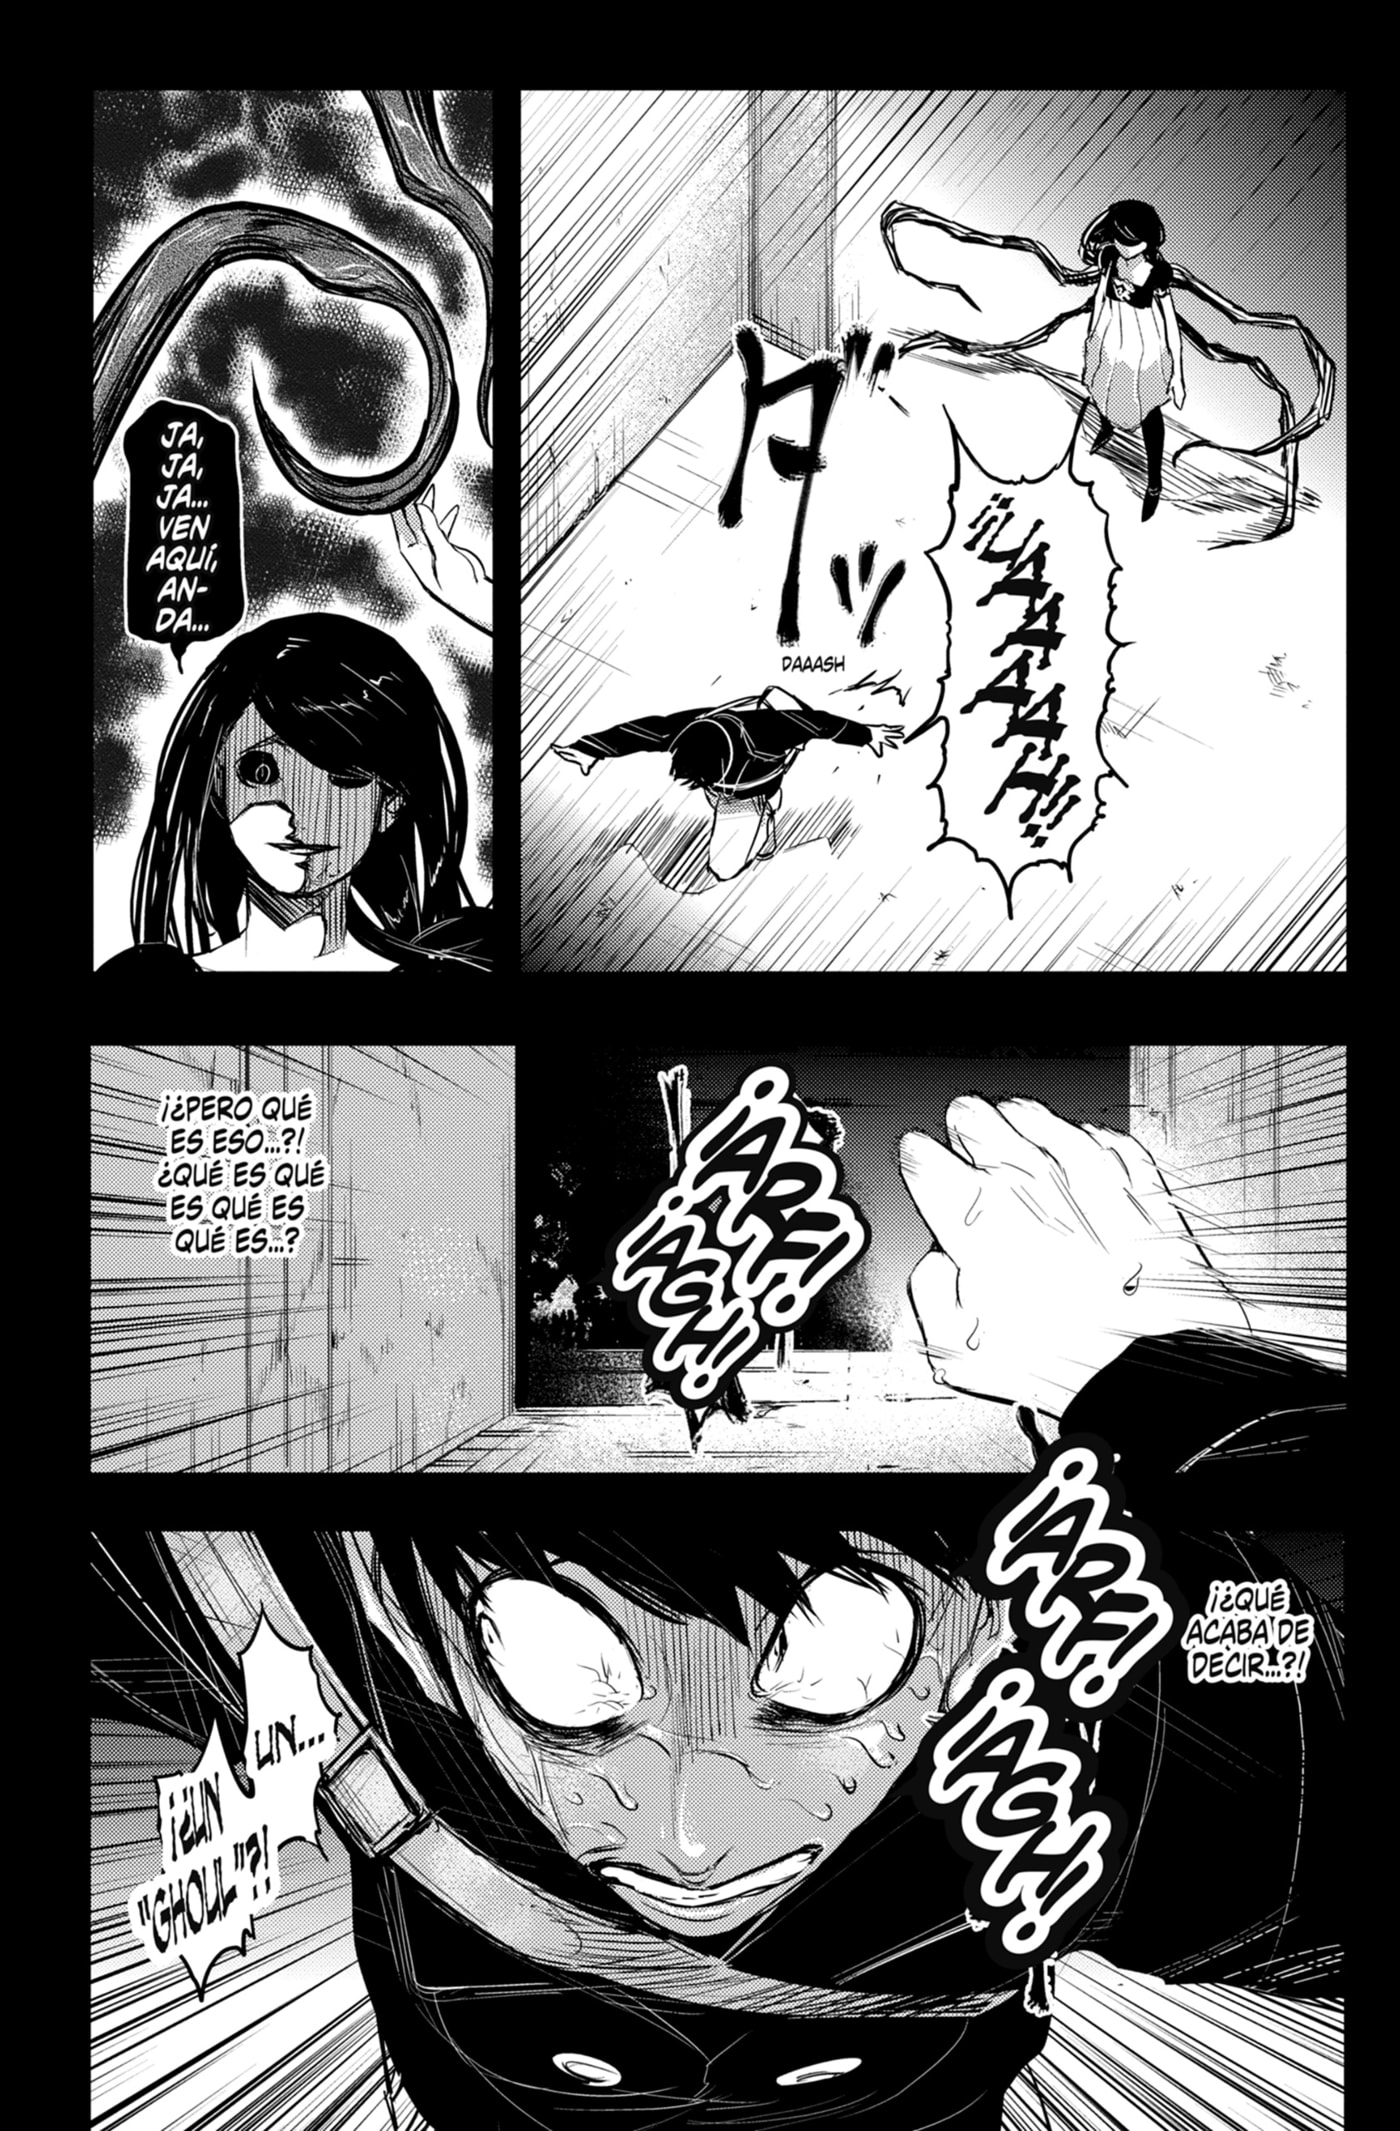 ¡¡UAAAAAH!!
ダッ
DAAASH
JA,
JA,
JA...
VEN
AQUÍ,
AN-
DA...
¡ARF!
¡AGH!
¡¿PERO QUÉ
ES ESO...?!
¿QUÉ ES QUÉ
ES QUÉ ES
QUÉ ES...?
¡ARF!
¡AGH!
¡¿QUÉ
ACABA DE
DECIR...?!
UN...
¡¿UN
"GHOUL"?!